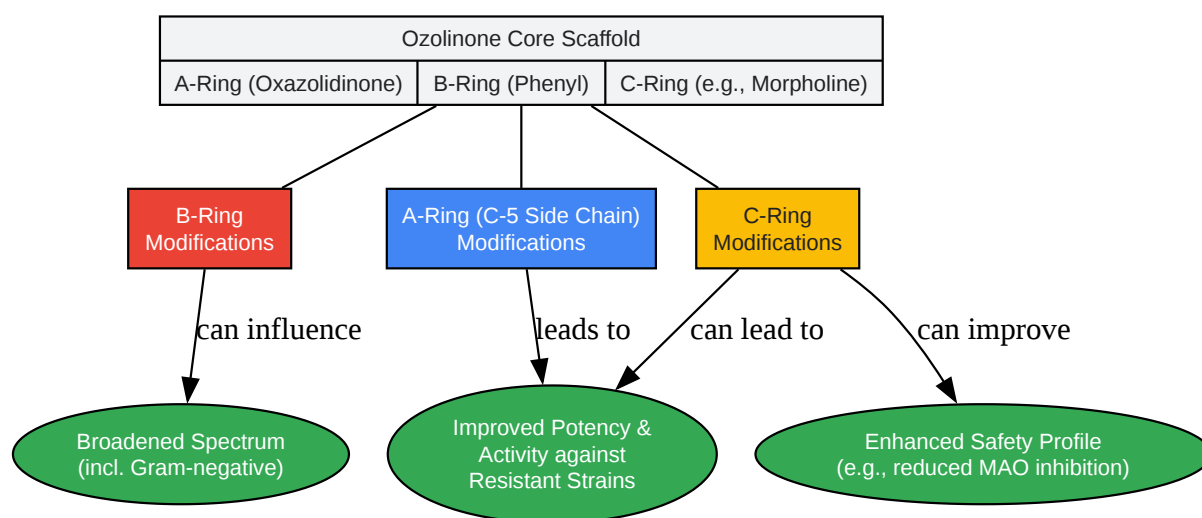 Ozolinone Core Scaffold
A-Ring (Oxazolidinone)
B-Ring (Phenyl)
C-Ring (e.g., Morpholine)
B-Ring
Modifications
A-Ring (C-5 Side Chain)
Modifications
C-Ring
Modifications
can influence
leads to
can lead to
can improve
Broadened Spectrum
(incl. Gram-negative)
Improved Potency &
Activity against
Resistant Strains
Enhanced Safety Profile
(e.g., reduced MAO inhibition)